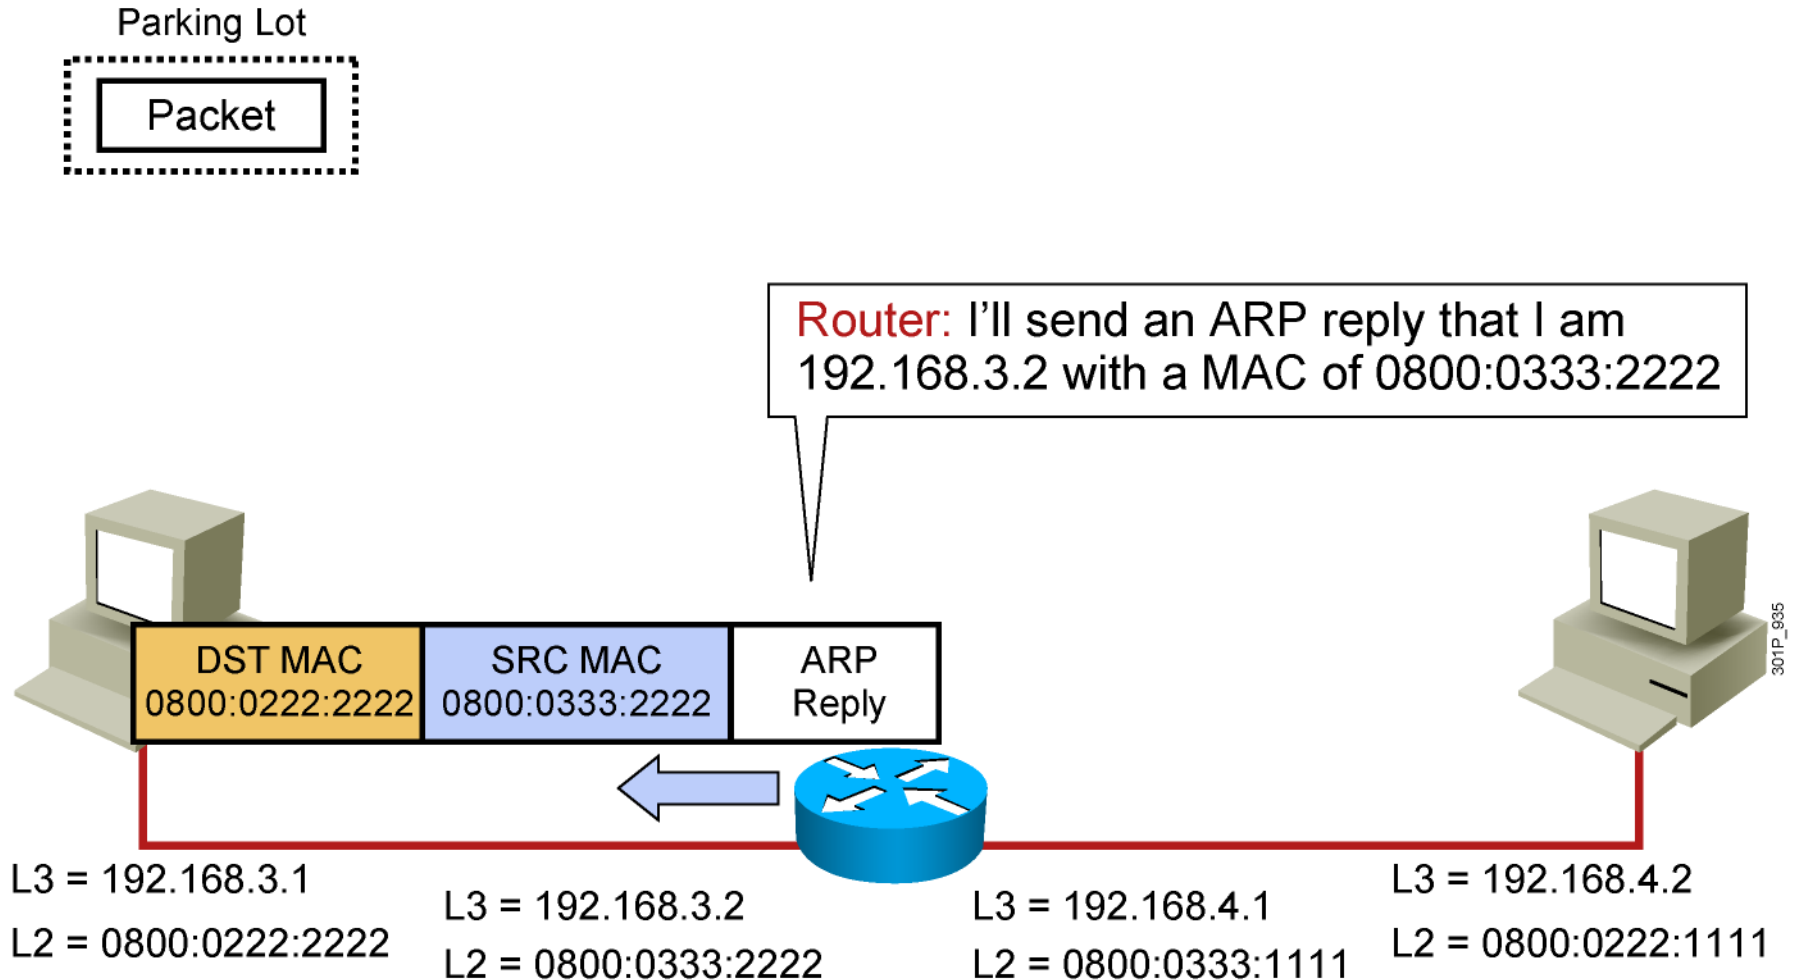 Parking Lot
Packet
Router: I'll send an ARP reply that I am
192.168.3.2 with a MAC of 0800:0333:2222
DST MAC
0800:0222:2222
SRC MAC
0800:0333:2222
ARP
Reply
301P_935
L3 = 192.168.3.1
L2 = 0800:0222:2222
L3 = 192.168.3.2
L2 = 0800:0333:2222
L3 = 192.168.4.1
L2 = 0800:0333:1111
L3 = 192.168.4.2
L2 = 0800:0222:1111